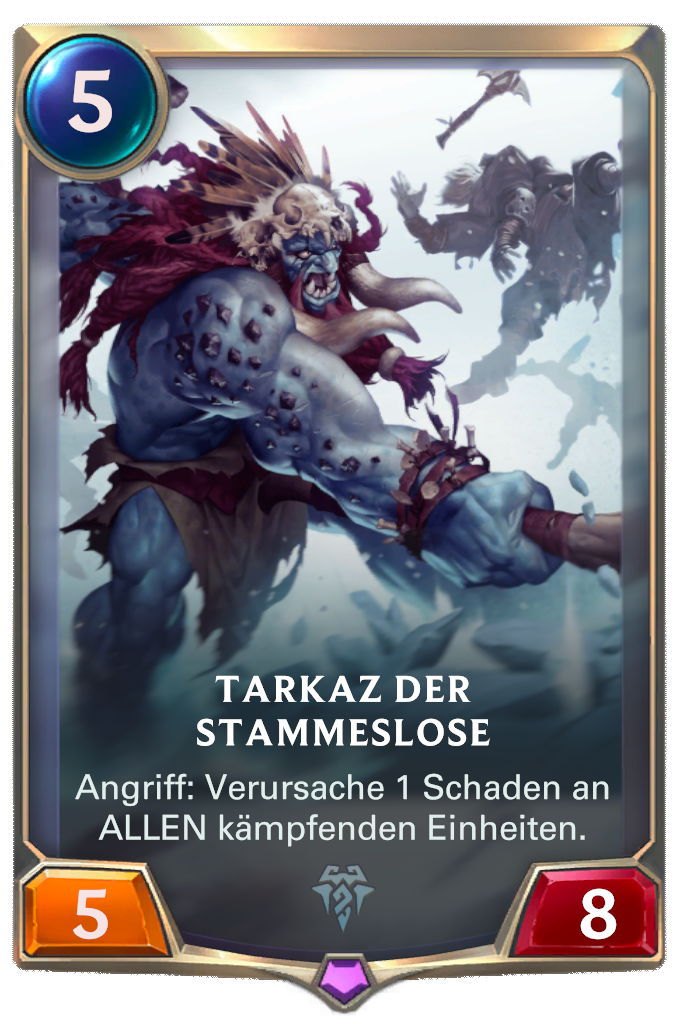 5
TARKAZ DER
STAMMESLOSE
Angriff: Verursache 1 Schaden an
ALLEN kämpfenden Einheiten.
5
8